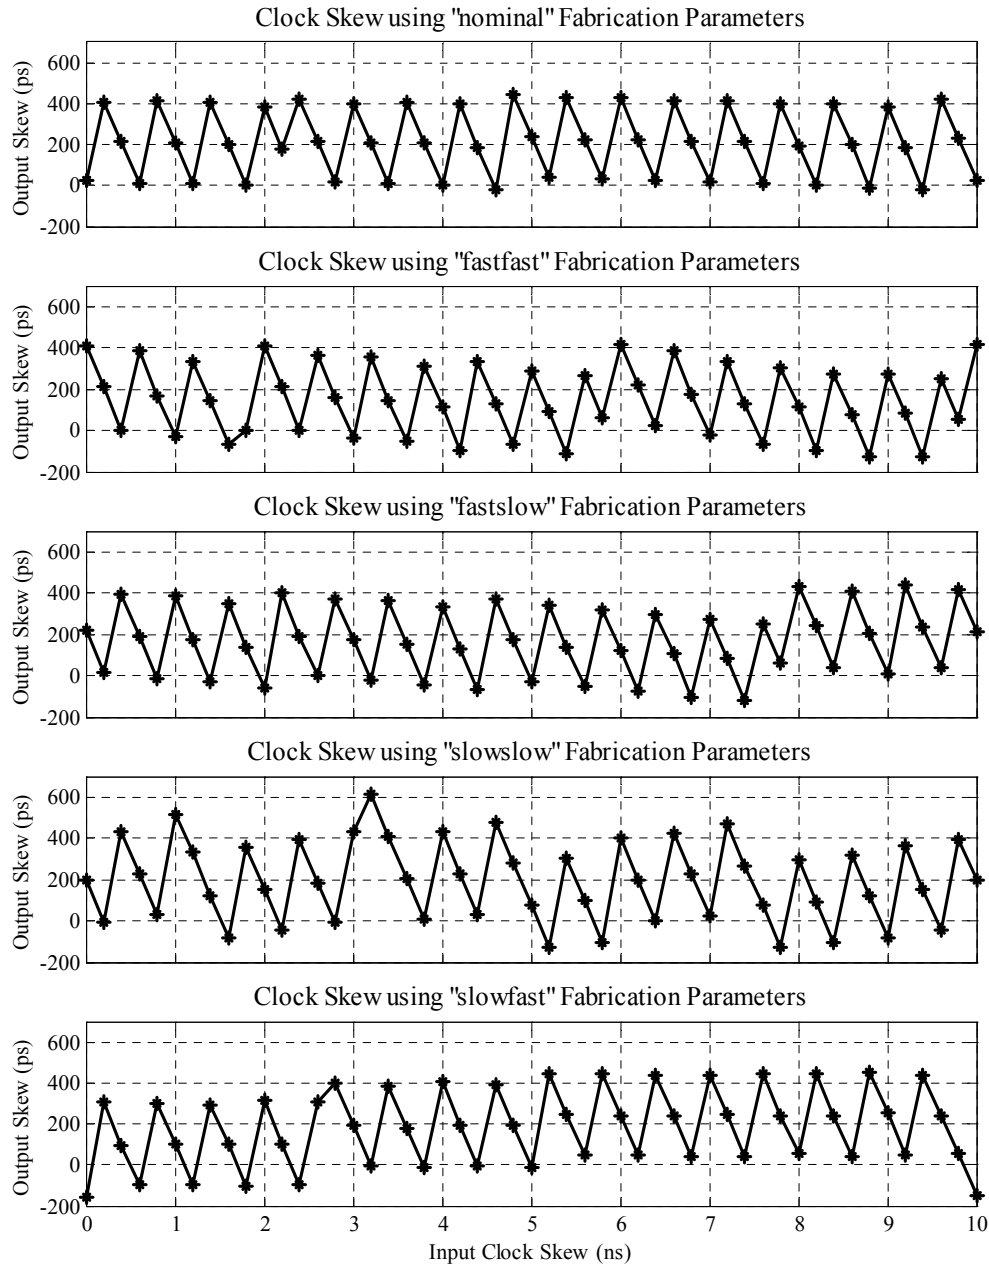 Clock Skew using "nominal" Fabrication Parameters
Output Skew (ps)
600
400
200
0
-200
Clock Skew using "fastfast" Fabrication Parameters
Output Skew (ps)
600
400
200
0
-200
Clock Skew using "fastslow" Fabrication Parameters
Output Skew (ps)
600
400
200
0
-200
Clock Skew using "slowslow" Fabrication Parameters
Output Skew (ps)
600
400
200
0
-200
Clock Skew using "slowfast" Fabrication Parameters
Output Skew (ps)
600
400
200
0
-200
0 1 2 3 4 5 6 7 8 9 10
Input Clock Skew (ns)